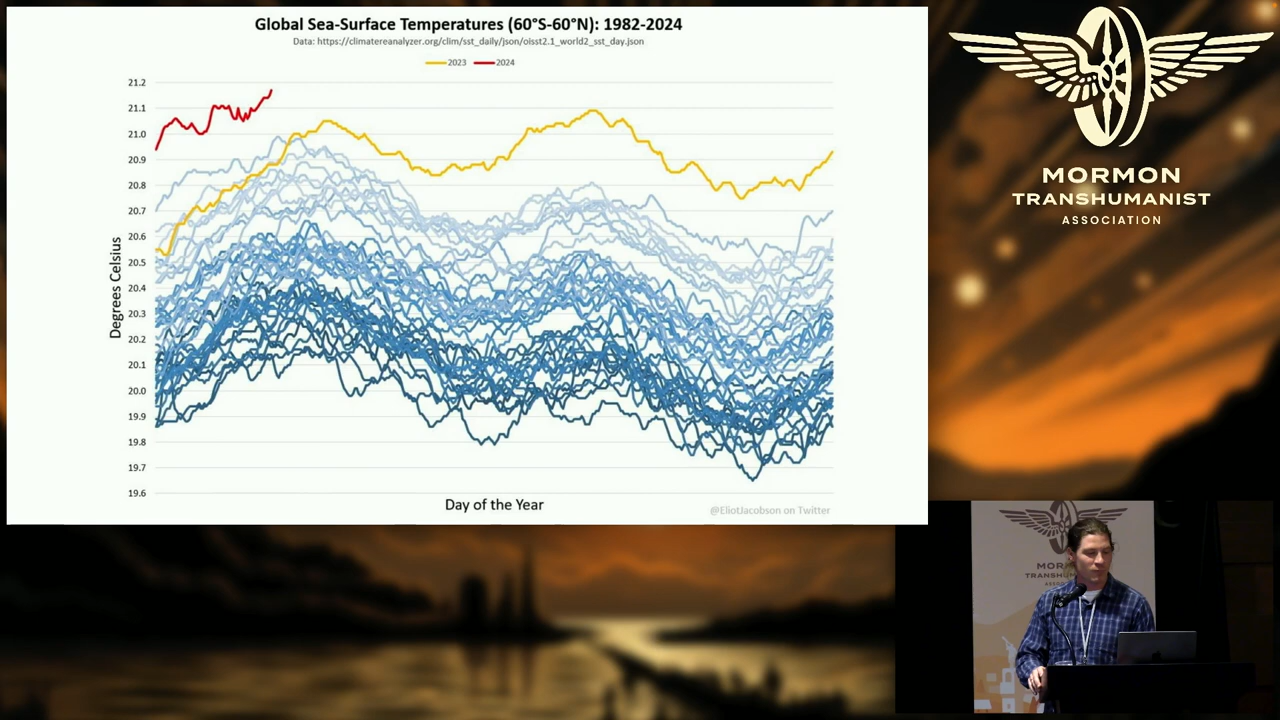 Global Sea-Surface Temperatures (60°S-60°N): 1982-2024
Data: https://climatereanalyzer.org/clim/sst_daily/json/oisst2.1_world2_sst_day.json
2023 2024
21.2
21.1
21.0
20.9
20.8
20.7
20.6
20.5
20.4
20.3
20.2
20.1
20.0
19.9
19.8
19.7
19.6
Degrees Celsius
Day of the Year
@EliotJacobson on Twitter
MORMON
TRANSHUMANIST
ASSOCIATION
MOR
TRANSHUM